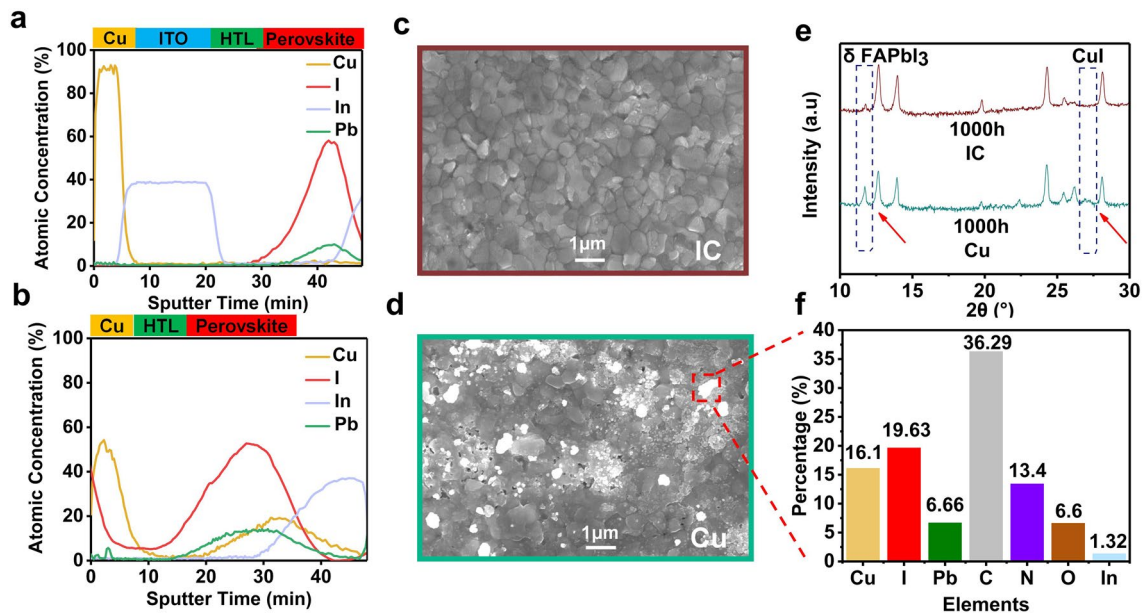 a
Cu ITO HTL Perovskite
Atomic Concentration (%)
100
80
60
40
20
0
Cu
I
In
Pb
0 10 20 30 40
Sputter Time (min)
b
Cu HTL Perovskite
Atomic Concentration (%)
100
80
60
40
20
0
Cu
I
In
Pb
0 20 40
Sputter Time (min)
c
1μm
IC
d
1μm
Cu
e
Intensity (a.u)
δ FAPbI3
CuI
1000h
IC
1000h
Cu
10 15 20 25 30
2θ (°)
f
Percentage (%)
40
35
30
25
20
15
10
5
0
16.1
19.63
6.66
36.29
13.4
6.6
1.32
Cu I Pb C N O In
Elements